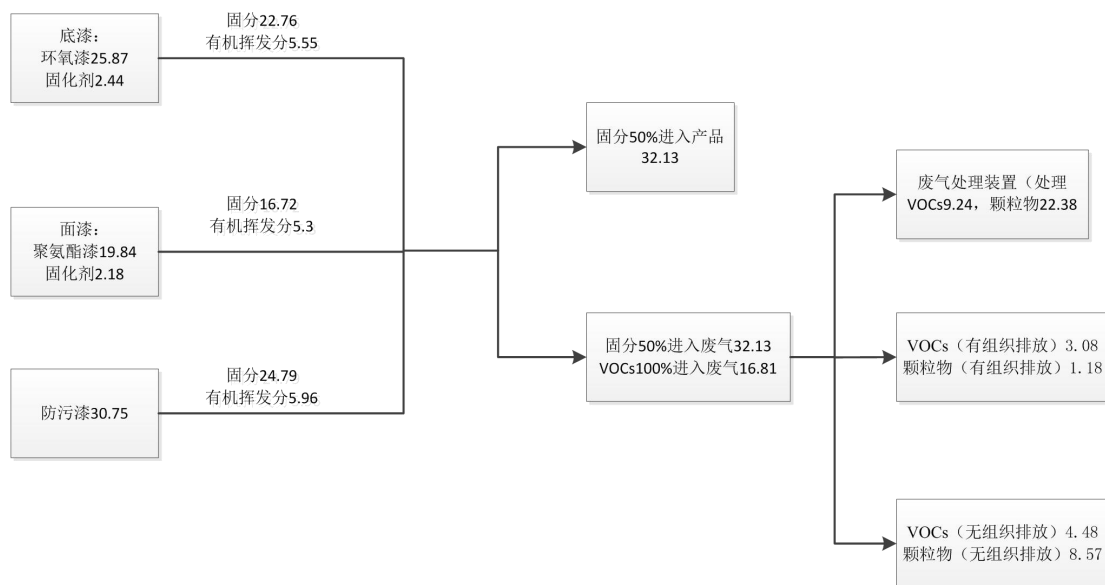 底漆：
环氧漆25.87
固化剂2.44
固分22.76
有机挥发分5.55
面漆：
聚氨酯漆19.84
固化剂2.18
固分16.72
有机挥发分5.3
防污漆30.75
固分24.79
有机挥发分5.96
固分50%进入产品
32.13
固分50%进入废气32.13
VOCs100%进入废气16.81
废气处理装置（处理
VOCs9.24，颗粒物22.38
VOCs（有组织排放）3.08
颗粒物（有组织排放）1.18
VOCs（无组织排放）4.48
颗粒物（无组织排放）8.57